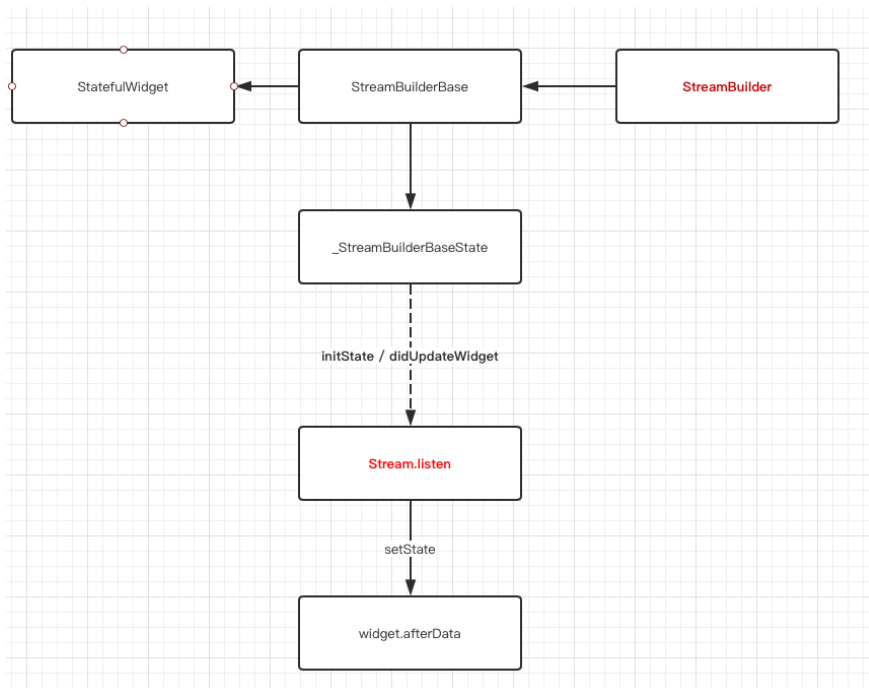 StatefulWidget
StreamBuilderBase
StreamBuilder
_StreamBuilderBaseState
initState / didUpdateWidget
Stream.listen
setState
widget.afterData